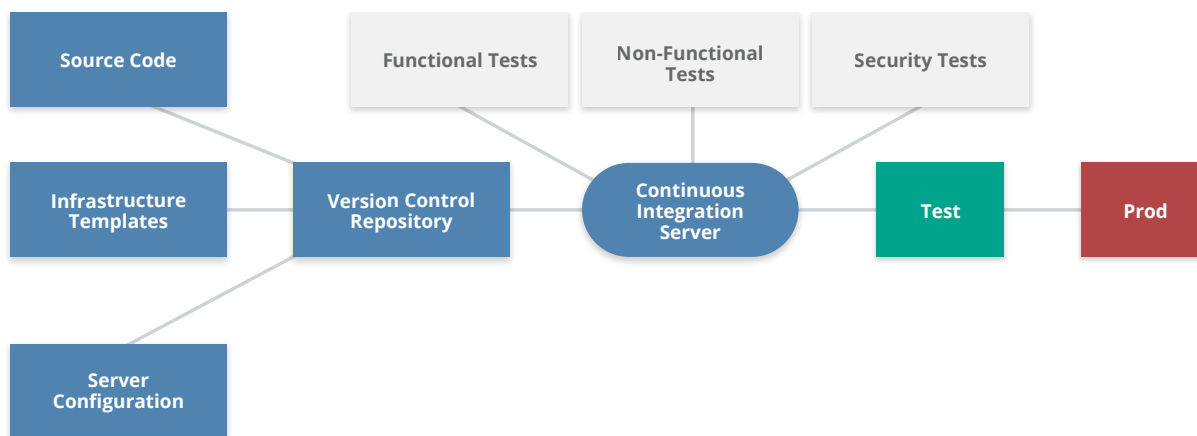 Source Code
Functional Tests
Non-Functional
Tests
Security Tests
Infrastructure
Templates
Version Control
Repository
Continuous
Integration
Server
Test
Prod
Server
Configuration